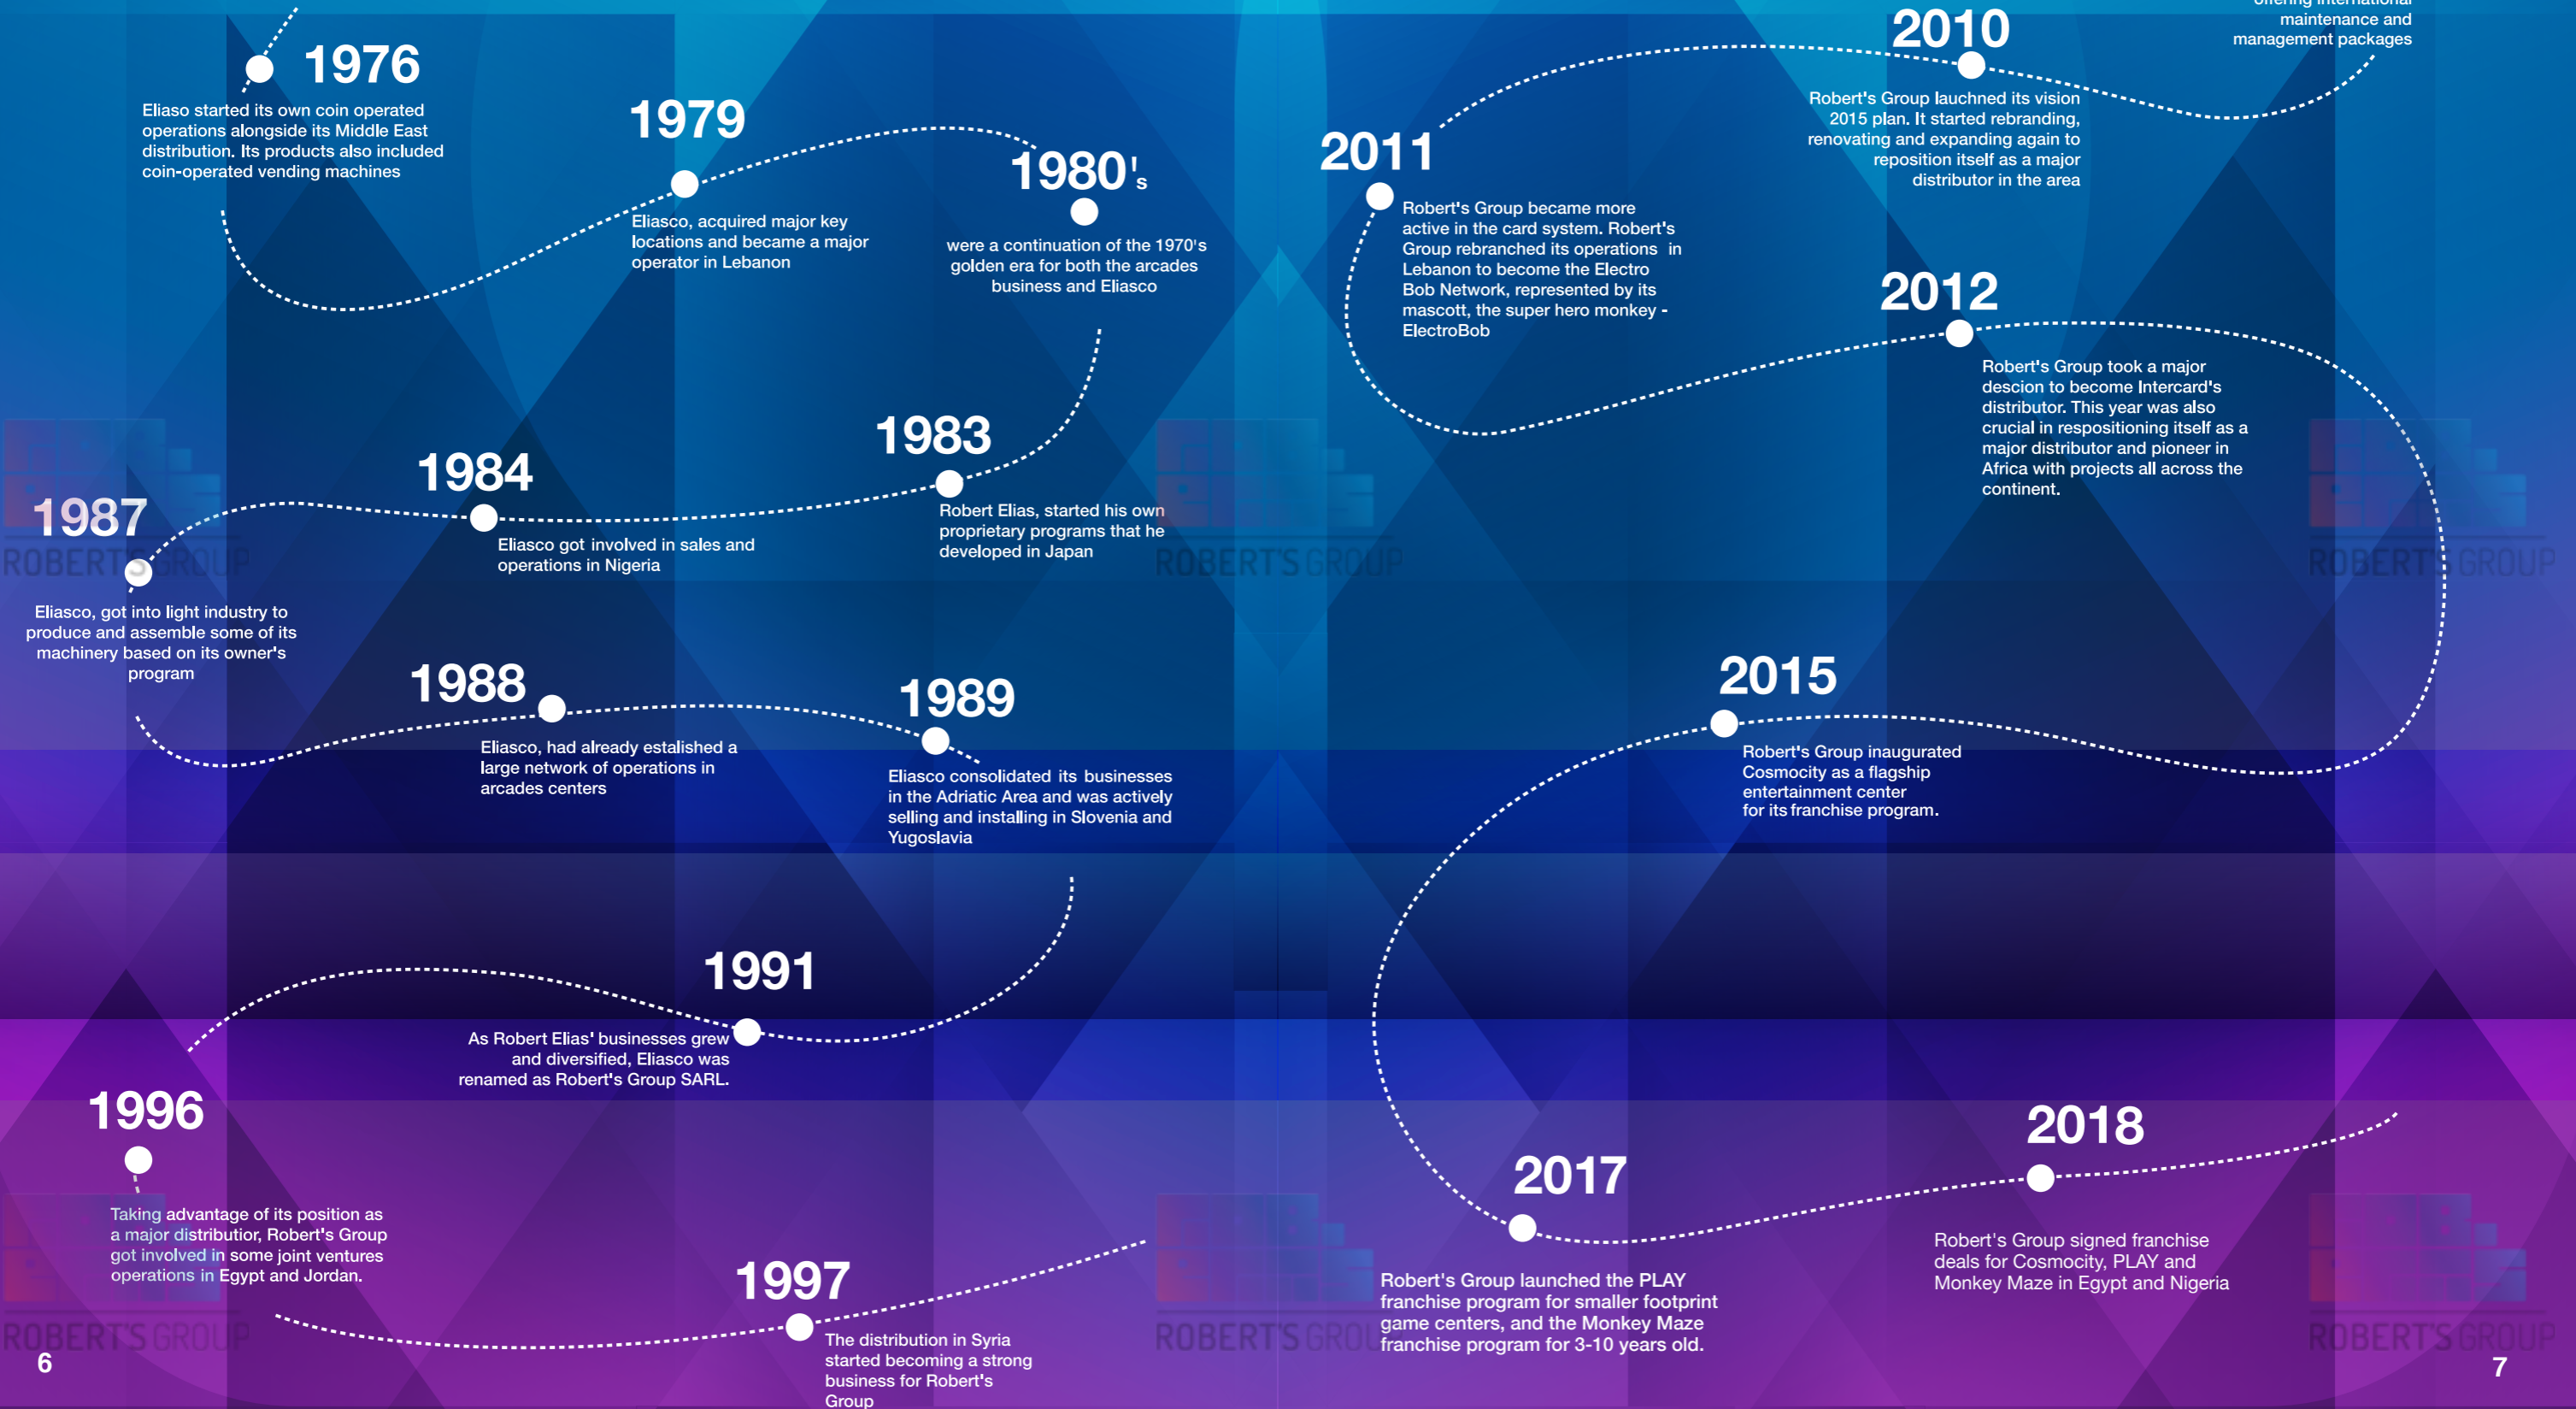 1976
Eliaso started its own coin operated
operations alongside its Middle East
distribution. Its products also included
coin-operated vending machines
1979
Eliasco, acquired major key
locations and became a major
operator in Lebanon
1980's
were a continuation of the 1970's
golden era for both the arcades
business and Eliasco
1983
Robert Elias, started his own
proprietary programs that he
developed in Japan
1984
Eliasco got involved in sales and
operations in Nigeria
1987
Eliasco, got into light industry to
produce and assemble some of its
machinery based on its owner's
program
1988
Eliasco, had already estalished a
large network of operations in
arcades centers
1989
Eliasco consolidated its businesses
in the Adriatic Area and was actively
selling and installing in Slovenia and
Yugoslavia
1991
As Robert Elias' businesses grew
and diversified, Eliasco was
renamed as Robert's Group SARL.
1996
Taking advantage of its position as
a major distributior, Robert's Group
got involved in some joint ventures
operations in Egypt and Jordan.
1997
The distribution in Syria
started becoming a strong
business for Robert's
Group
6
offering international
maintenance and
management packages
2010
Robert's Group lauchned its vision
2015 plan. It started rebranding,
renovating and expanding again to
reposition itself as a major
distributor in the area
2011
Robert's Group became more
active in the card system. Robert's
Group rebranched its operations in
Lebanon to become the Electro
Bob Network, represented by its
mascott, the super hero monkey -
ElectroBob
2012
Robert's Group took a major
descion to become Intercard's
distributor. This year was also
crucial in respositioning itself as a
major distributor and pioneer in
Africa with projects all across the
continent.
2015
Robert's Group inaugurated
Cosmocity as a flagship
entertainment center
for its franchise program.
2017
Robert's Group launched the PLAY
franchise program for smaller footprint
game centers, and the Monkey Maze
franchise program for 3-10 years old.
2018
Robert's Group signed franchise
deals for Cosmocity, PLAY and
Monkey Maze in Egypt and Nigeria
7
ROBERT'S GROUP
ROBERT'S GROUP
ROBERT'S GROUP
ROBERT'S GROUP
ROBERT'S GROUP
ROBERT'S GROUP